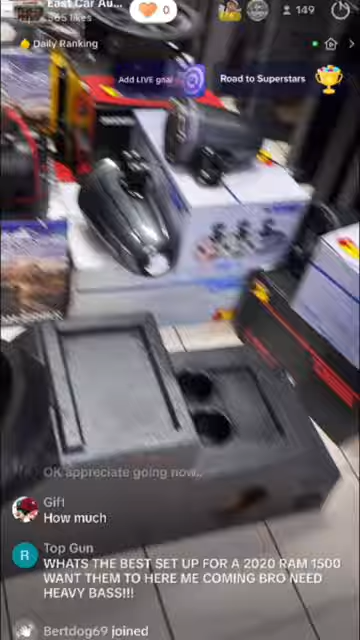 East Car Au...
365 likes
0
149
Daily Ranking
Add LIVE goal
Road to Superstars
OK appreciate going now..
Gift
How much
R
Top Gun
WHATS THE BEST SET UP FOR A 2020 RAM 1500
WANT THEM TO HERE ME COMING BRO NEED
HEAVY BASS!!!
Bertdog69 joined